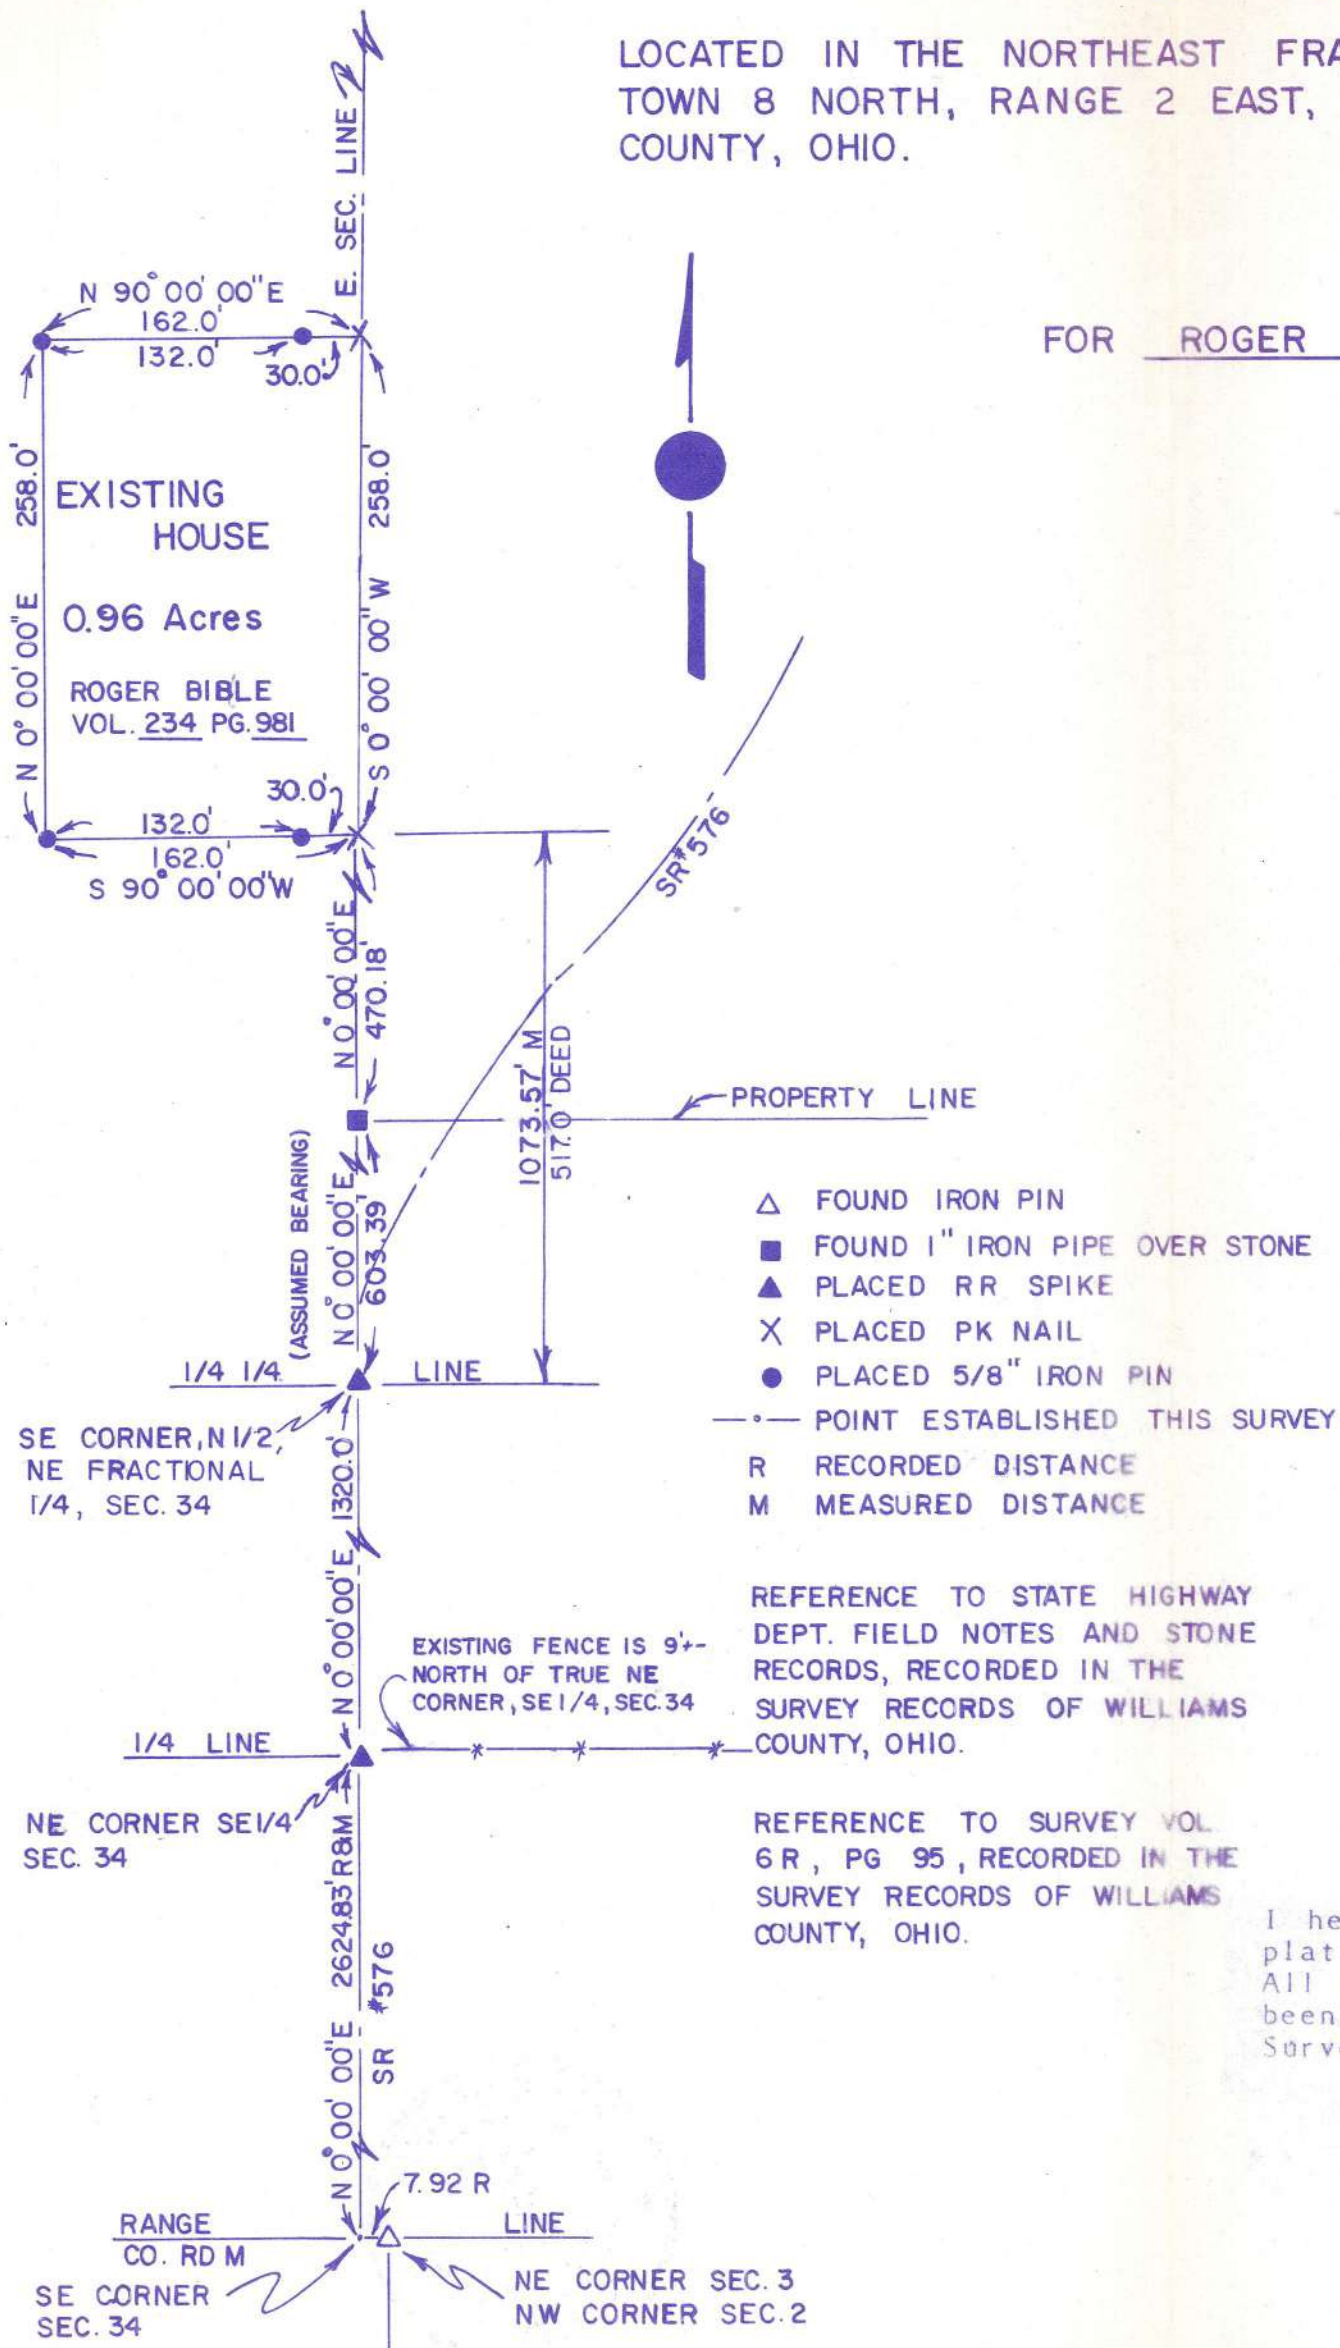 LOCATED IN THE NORTHEAST FRA
TOWN 8 NORTH, RANGE 2 EAST,
COUNTY, OHIO.
FOR ROGER
E. SEC. LINE
N 90° 00' 00"E
162.0'
132.0'
30.0'
N 0° 00' 00"E 258.0'
EXISTING
HOUSE
0.96 Acres
ROGER BIBLE
VOL. 234 PG. 981
S 0° 00' 00"W 258.0'
30.0'
132.0'
162.0'
S 90° 00' 00"W
SR #576
N 0° 00' 00"E
470.18'
1073.57' M
517.0' DEED
PROPERTY LINE
(ASSUMED BEARING)
N 0° 00' 00"E
603.39'
1/4 1/4 LINE
SE CORNER, N 1/2,
NE FRACTIONAL
1/4, SEC. 34
△ FOUND IRON PIN
■ FOUND 1" IRON PIPE OVER STONE
▲ PLACED RR SPIKE
X PLACED PK NAIL
● PLACED 5/8" IRON PIN
POINT ESTABLISHED THIS SURVEY
R RECORDED DISTANCE
M MEASURED DISTANCE
N 0° 00' 00"E 1320.0'
EXISTING FENCE IS 9'+-
NORTH OF TRUE NE
CORNER, SE 1/4, SEC. 34
REFERENCE TO STATE HIGHWAY
DEPT. FIELD NOTES AND STONE
RECORDS, RECORDED IN THE
SURVEY RECORDS OF WILLIAMS
COUNTY, OHIO.
1/4 LINE
NE CORNER SE 1/4
SEC. 34
REFERENCE TO SURVEY VOL
6 R, PG 95, RECORDED IN THE
SURVEY RECORDS OF WILLIAMS
COUNTY, OHIO.
I he
plat
All
been
Surv
N 0° 00' 00"E 2624.83' R&M
SR #576
7.92 R
RANGE LINE
CO. RD M
SE CORNER
SEC. 34
NE CORNER SEC. 3
NW CORNER SEC. 2